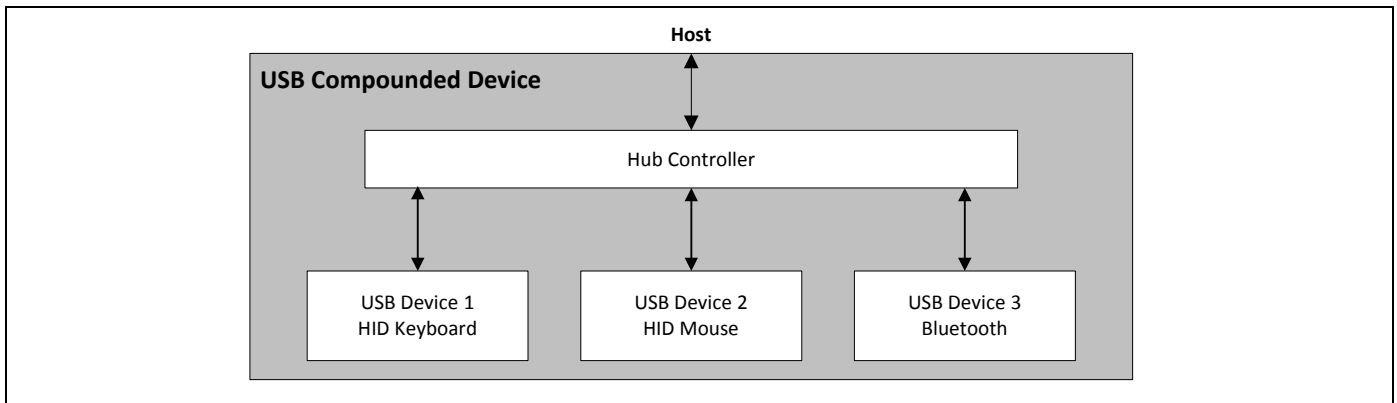 Host
USB Compounded Device
Hub Controller
USB Device 1
HID Keyboard
USB Device 2
HID Mouse
USB Device 3
Bluetooth